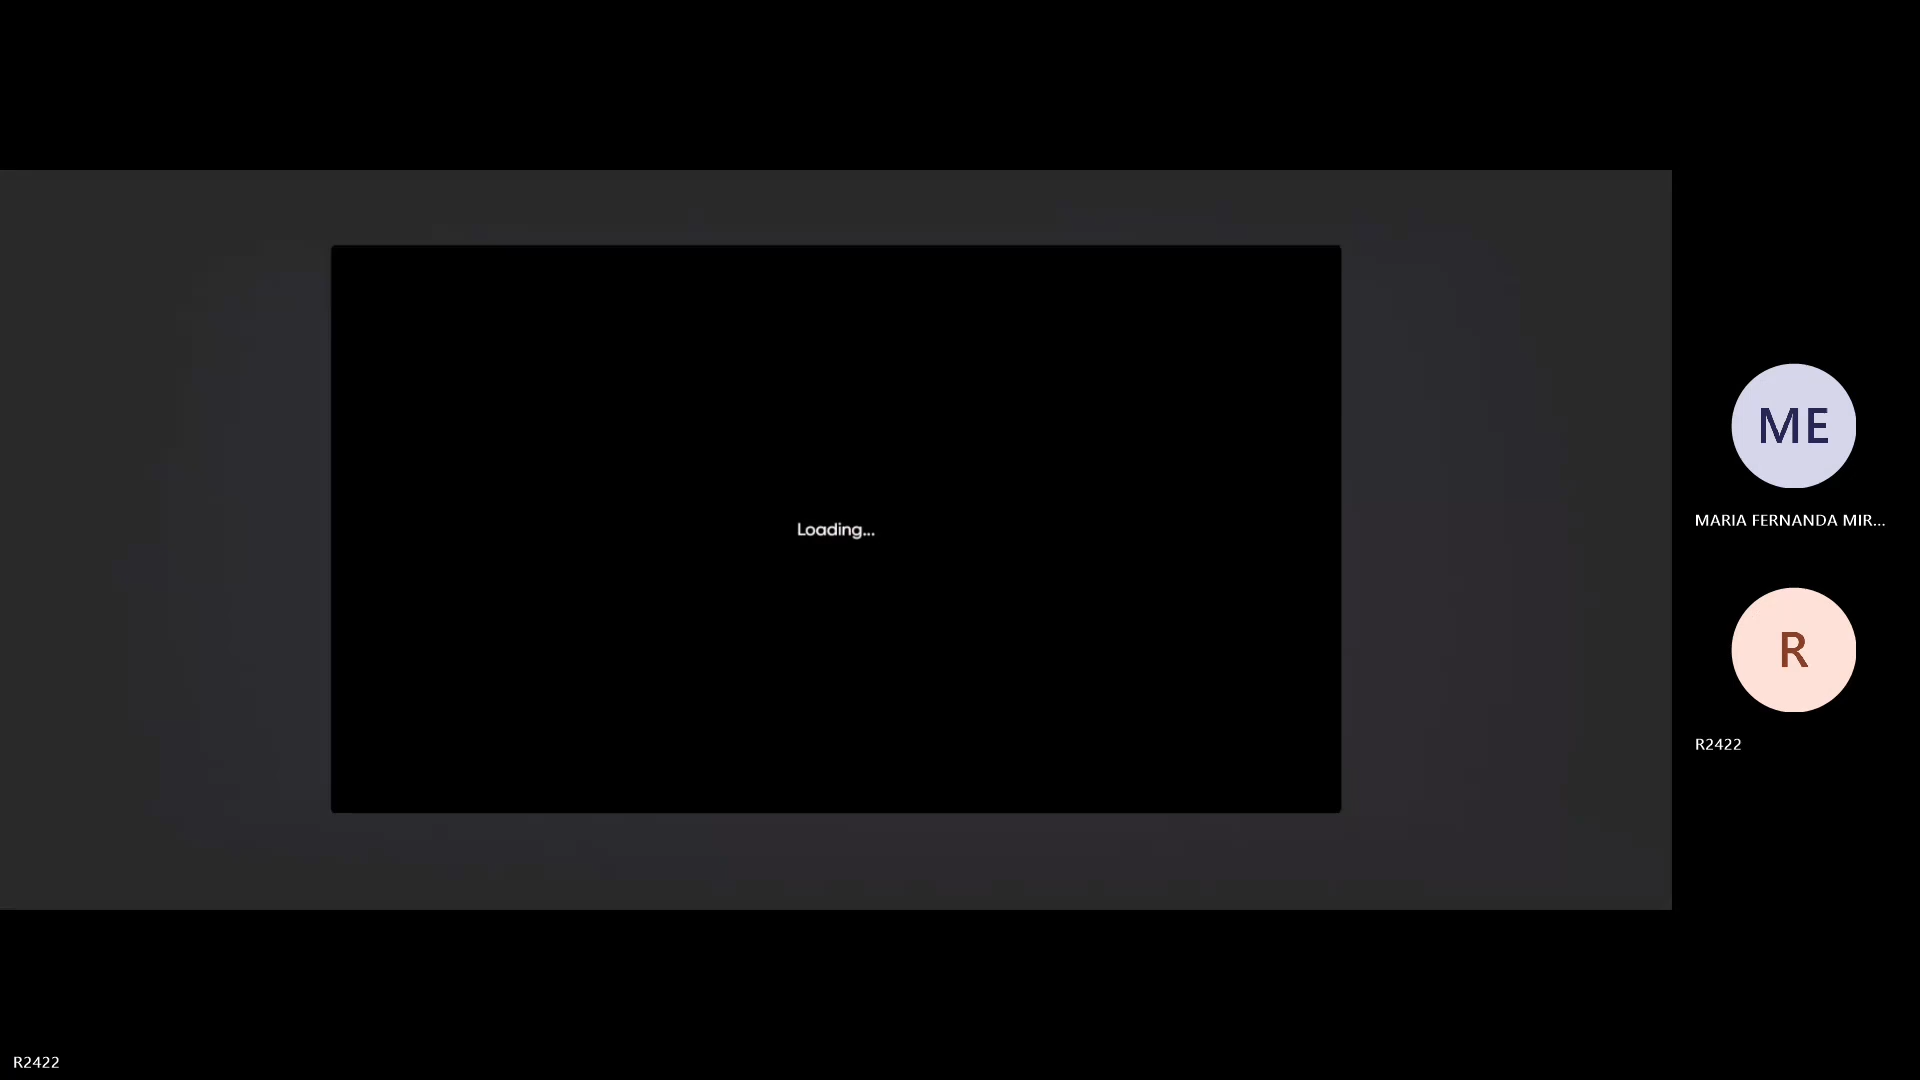 Loading...
ME
MARIA FERNANDA MIR...
R
R2422
R2422